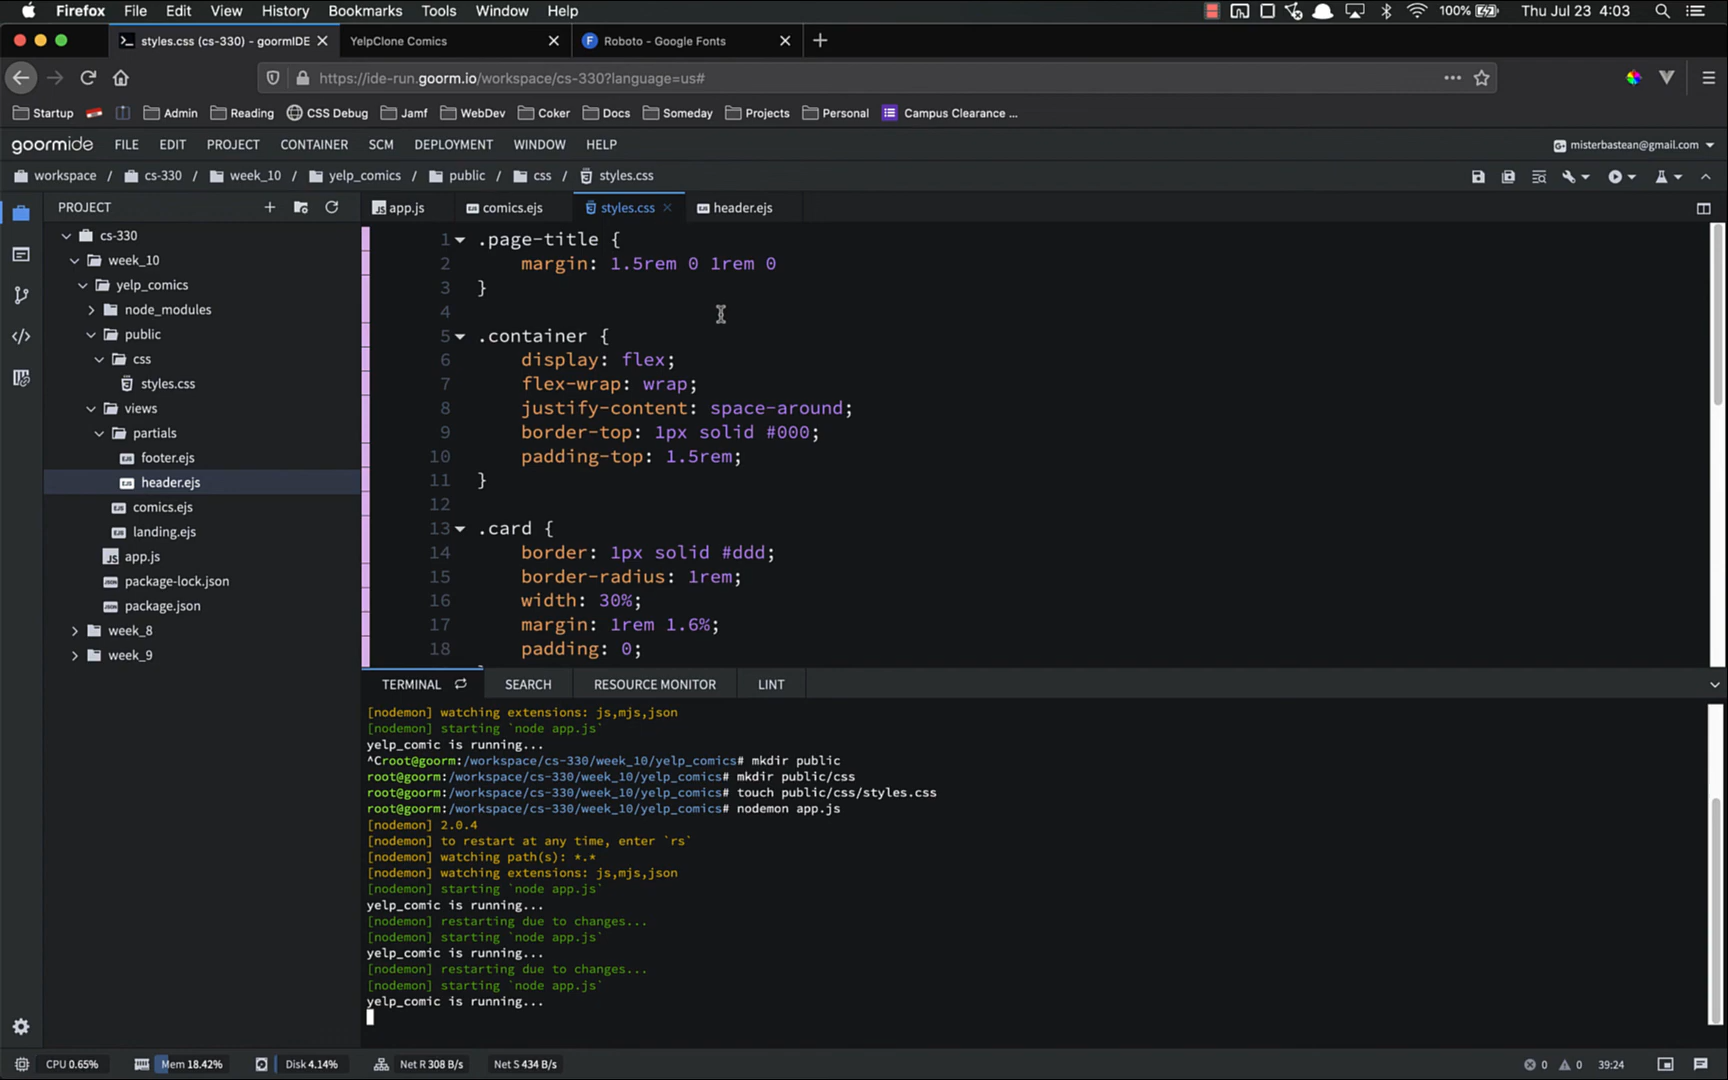 Firefox File Edit View History Bookmarks Tools Window Help 100% Thu Jul 23 4:03
styles.css (cs-330) - goormIDE YelpClone Comics Roboto - Google Fonts
https://ide-run.goorm.io/workspace/cs-330?language=us#
Startup Admin Reading CSS Debug Jamf WebDev Coker Docs Someday Projects Personal Campus Clearance ...
goormide FILE EDIT PROJECT CONTAINER SCM DEPLOYMENT WINDOW HELP misterbastean@gmail.com
workspace / cs-330 / week_10 / yelp_comics / public / css / styles.css
PROJECT
cs-330
week_10
yelp_comics
node_modules
public
css
styles.css
views
partials
footer.ejs
header.ejs
comics.ejs
landing.ejs
app.js
package-lock.json
package.json
week_8
week_9
app.js comics.ejs styles.css header.ejs
1 .page-title {
2 margin: 1.5rem 0 1rem 0
3 }
4
5 .container {
6 display: flex;
7 flex-wrap: wrap;
8 justify-content: space-around;
9 border-top: 1px solid #000;
10 padding-top: 1.5rem;
11 }
12
13 .card {
14 border: 1px solid #ddd;
15 border-radius: 1rem;
16 width: 30%;
17 margin: 1rem 1.6%;
18 padding: 0;
TERMINAL SEARCH RESOURCE MONITOR LINT
[nodemon] watching extensions: js,mjs,json
[nodemon] starting `node app.js`
yelp_comic is running...
^Croot@goorm:/workspace/cs-330/week_10/yelp_comics# mkdir public
root@goorm:/workspace/cs-330/week_10/yelp_comics# mkdir public/css
root@goorm:/workspace/cs-330/week_10/yelp_comics# touch public/css/styles.css
root@goorm:/workspace/cs-330/week_10/yelp_comics# nodemon app.js
[nodemon] 2.0.4
[nodemon] to restart at any time, enter `rs`
[nodemon] watching path(s): *.*
[nodemon] watching extensions: js,mjs,json
[nodemon] starting `node app.js`
yelp_comic is running...
[nodemon] restarting due to changes...
[nodemon] starting `node app.js`
yelp_comic is running...
[nodemon] restarting due to changes...
[nodemon] starting `node app.js`
yelp_comic is running...
CPU 0.65% Mem 18.42% Disk 4.14% Net R 308 B/s Net S 434 B/s 0 0 39:24